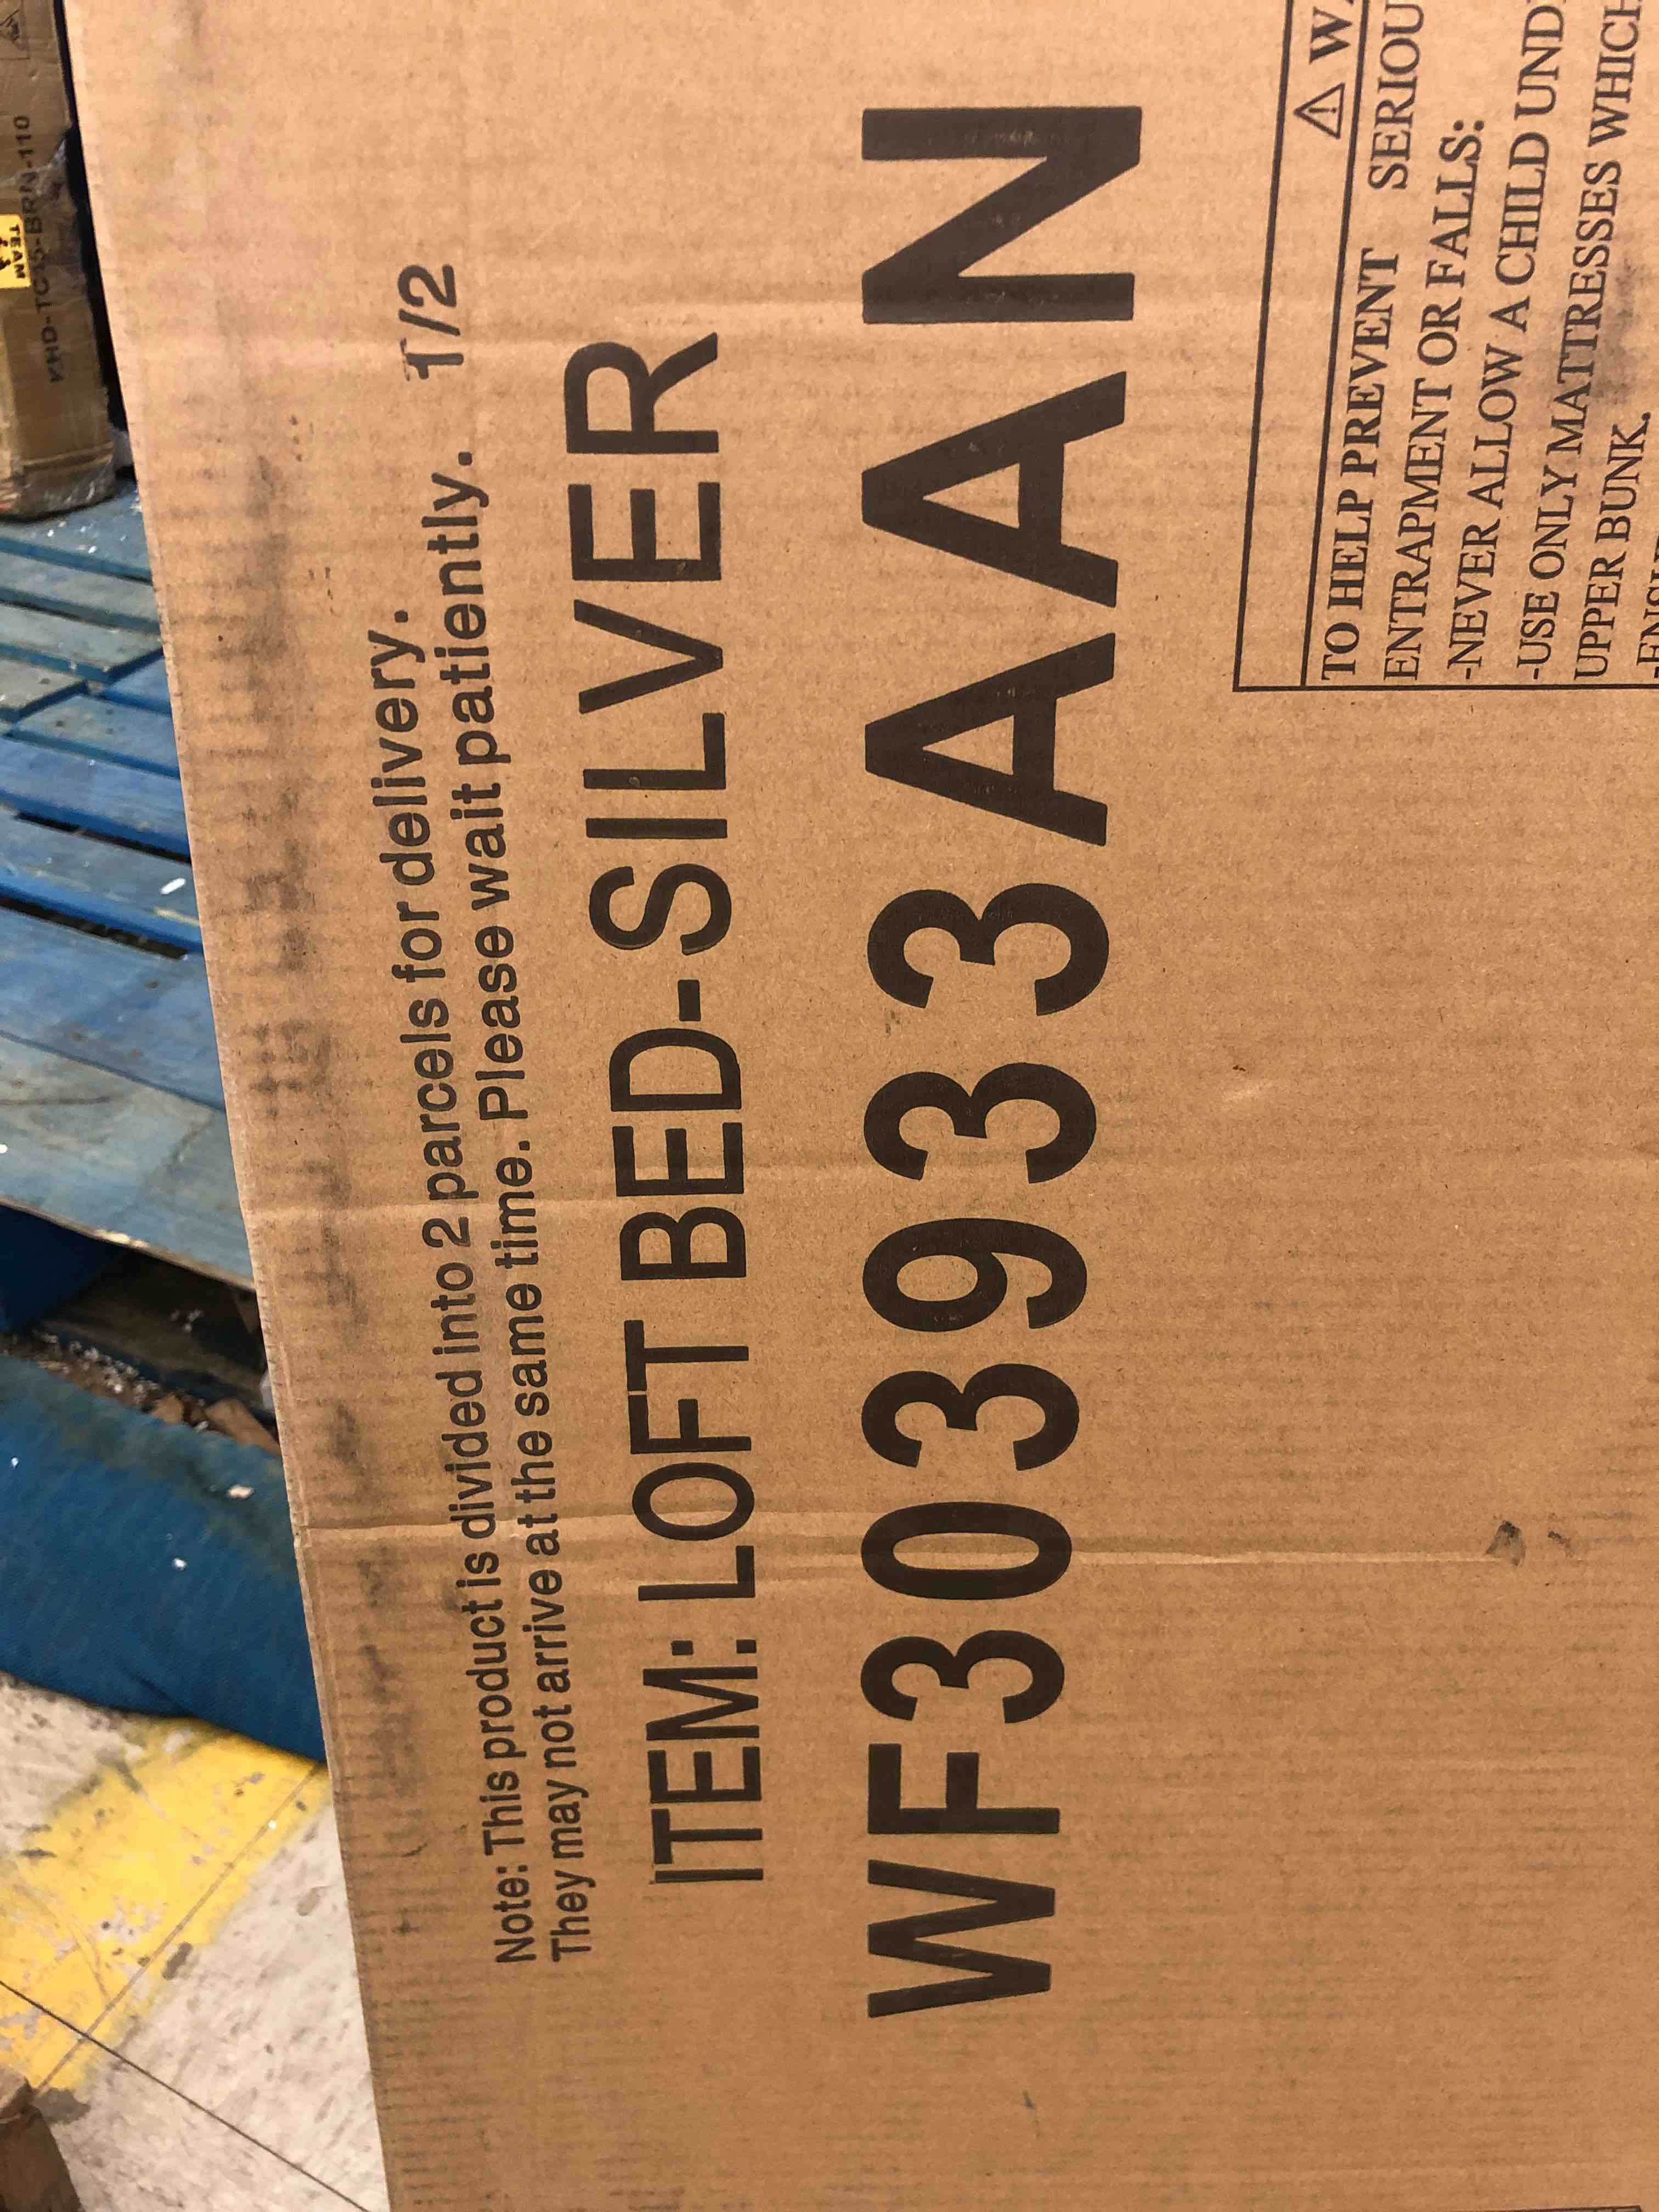 Note: This product is divided into 2 parcels for delivery. 1/2
They may not arrive at the same time. Please wait patiently.
ITEM: LOFT BED-SILVER
WF303933AAN
⚠
TO HELP PREVENT SERIOU
ENTRAPMENT OR FALLS:
-NEVER ALLOW A CHILD UND
-USE ONLY MATTRESSES WHICH
UPPER BUNK.
TEAM